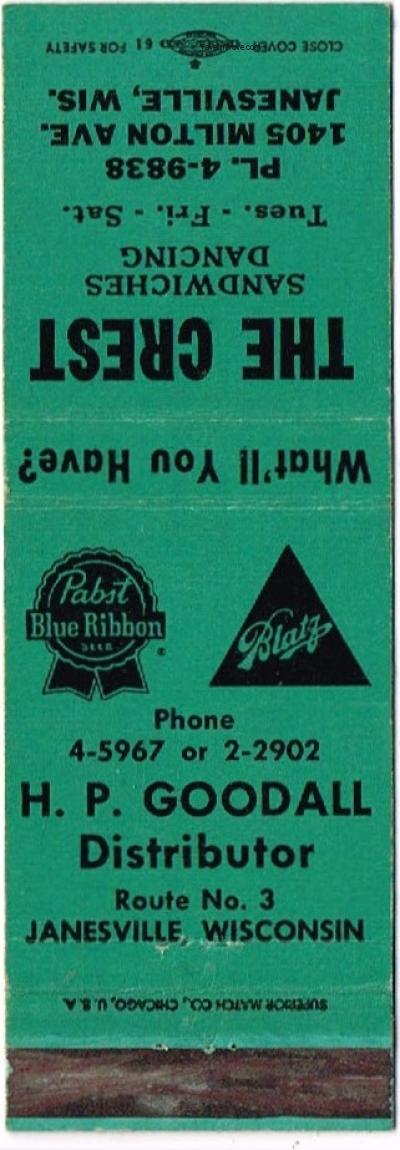 CLOSE COVER FOR SAFETY 61
JANESVILLE, WIS.
1405 MILTON AVE.
PL. 4-9838
Tues. - Fri. - Sat.
DANCING
SANDWICHES
THE CREST
What'll You Have?
Pabst
Blue Ribbon
BEER
Blatz
Phone
4-5967 or 2-2902
H. P. GOODALL
Distributor
Route No. 3
JANESVILLE, WISCONSIN
SUPERIOR MATCH CO., CHICAGO, U. S. A.